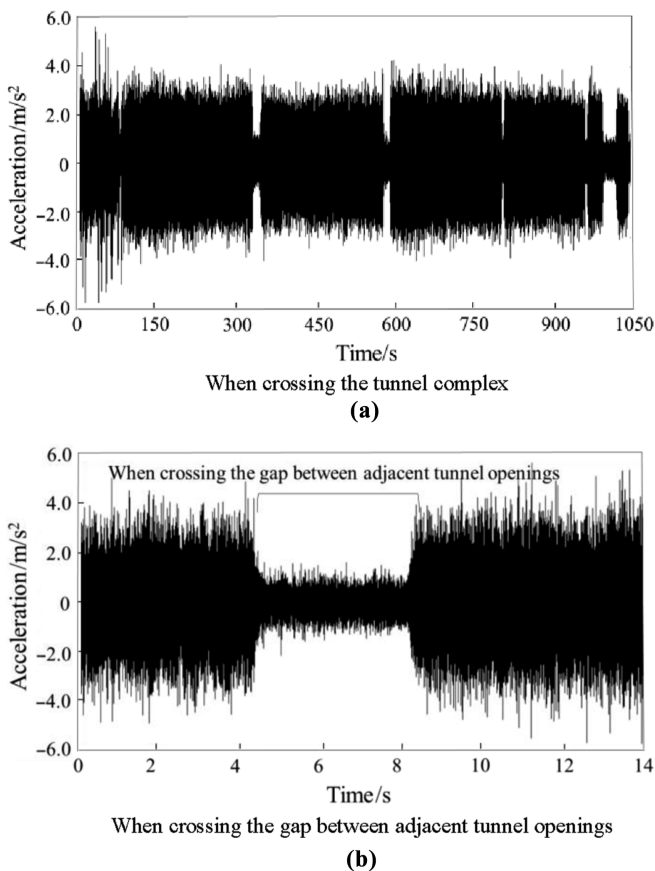 6.0
4.0
2.0
0
−2.0
−4.0
−6.0
Acceleration/m/s²
0 150 300 450 600 750 900 1050
Time/s
When crossing the tunnel complex
(a)
6.0
When crossing the gap between adjacent tunnel openings
4.0
2.0
0
−2.0
−4.0
−6.0
Acceleration/m/s²
0 2 4 6 8 10 12 14
Time/s
When crossing the gap between adjacent tunnel openings
(b)